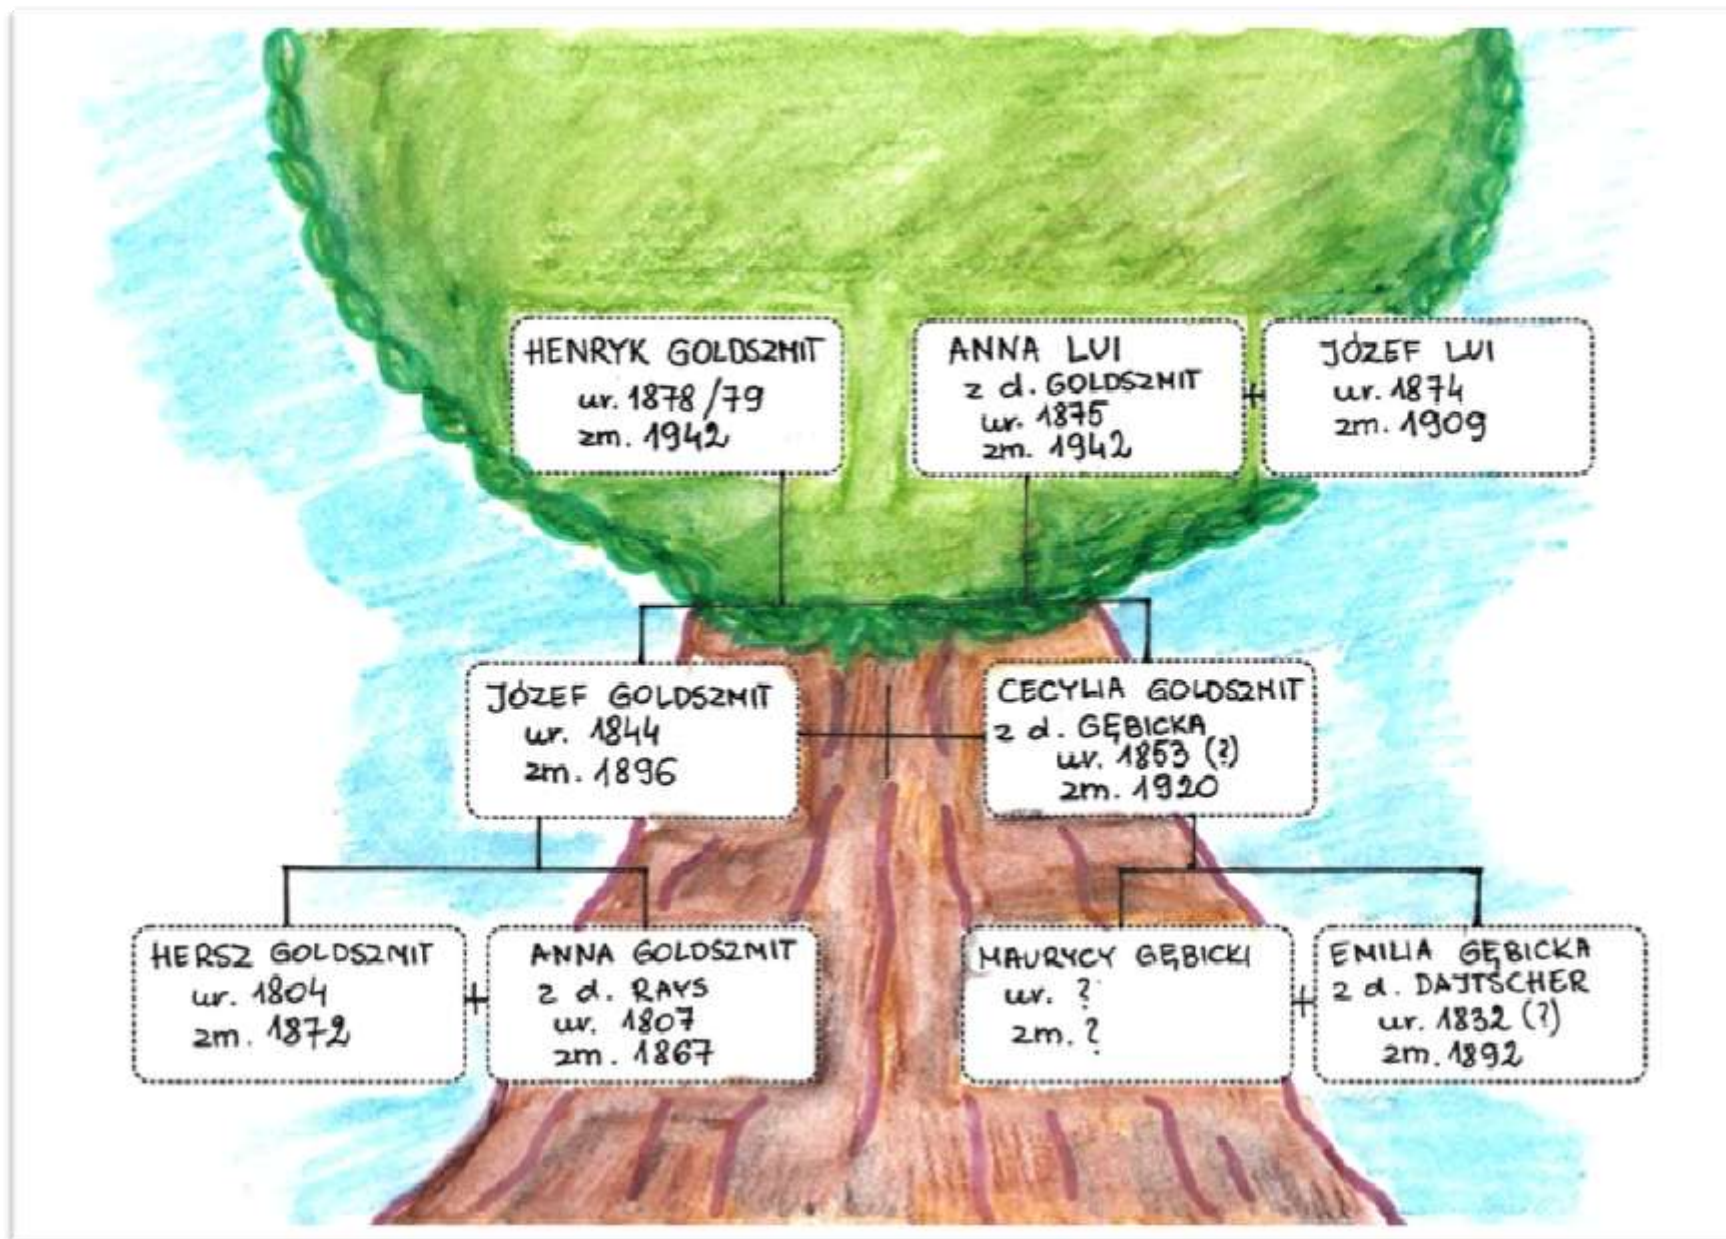 HENRYK GOLDSZMIT
ur. 1878/79
zm. 1942
ANNA LUI
z d. GOLDSZMIT
ur. 1875
zm. 1942
JÓZEF LUI
ur. 1874
zm. 1909
JÓZEF GOLDSZMIT
ur. 1844
zm. 1896
CECYLIA GOLDSZMIT
z d. GĘBICKA
ur. 1853 (?)
zm. 1920
HERSZ GOLDSZMIT
ur. 1804
zm. 1872
ANNA GOLDSZMIT
z d. RAYS
ur. 1807
zm. 1867
MAURYCY GĘBICKI
ur. ?
zm. ?
EMILIA GĘBICKA
z d. DAJTSCHER
ur. 1832 (?)
zm. 1892